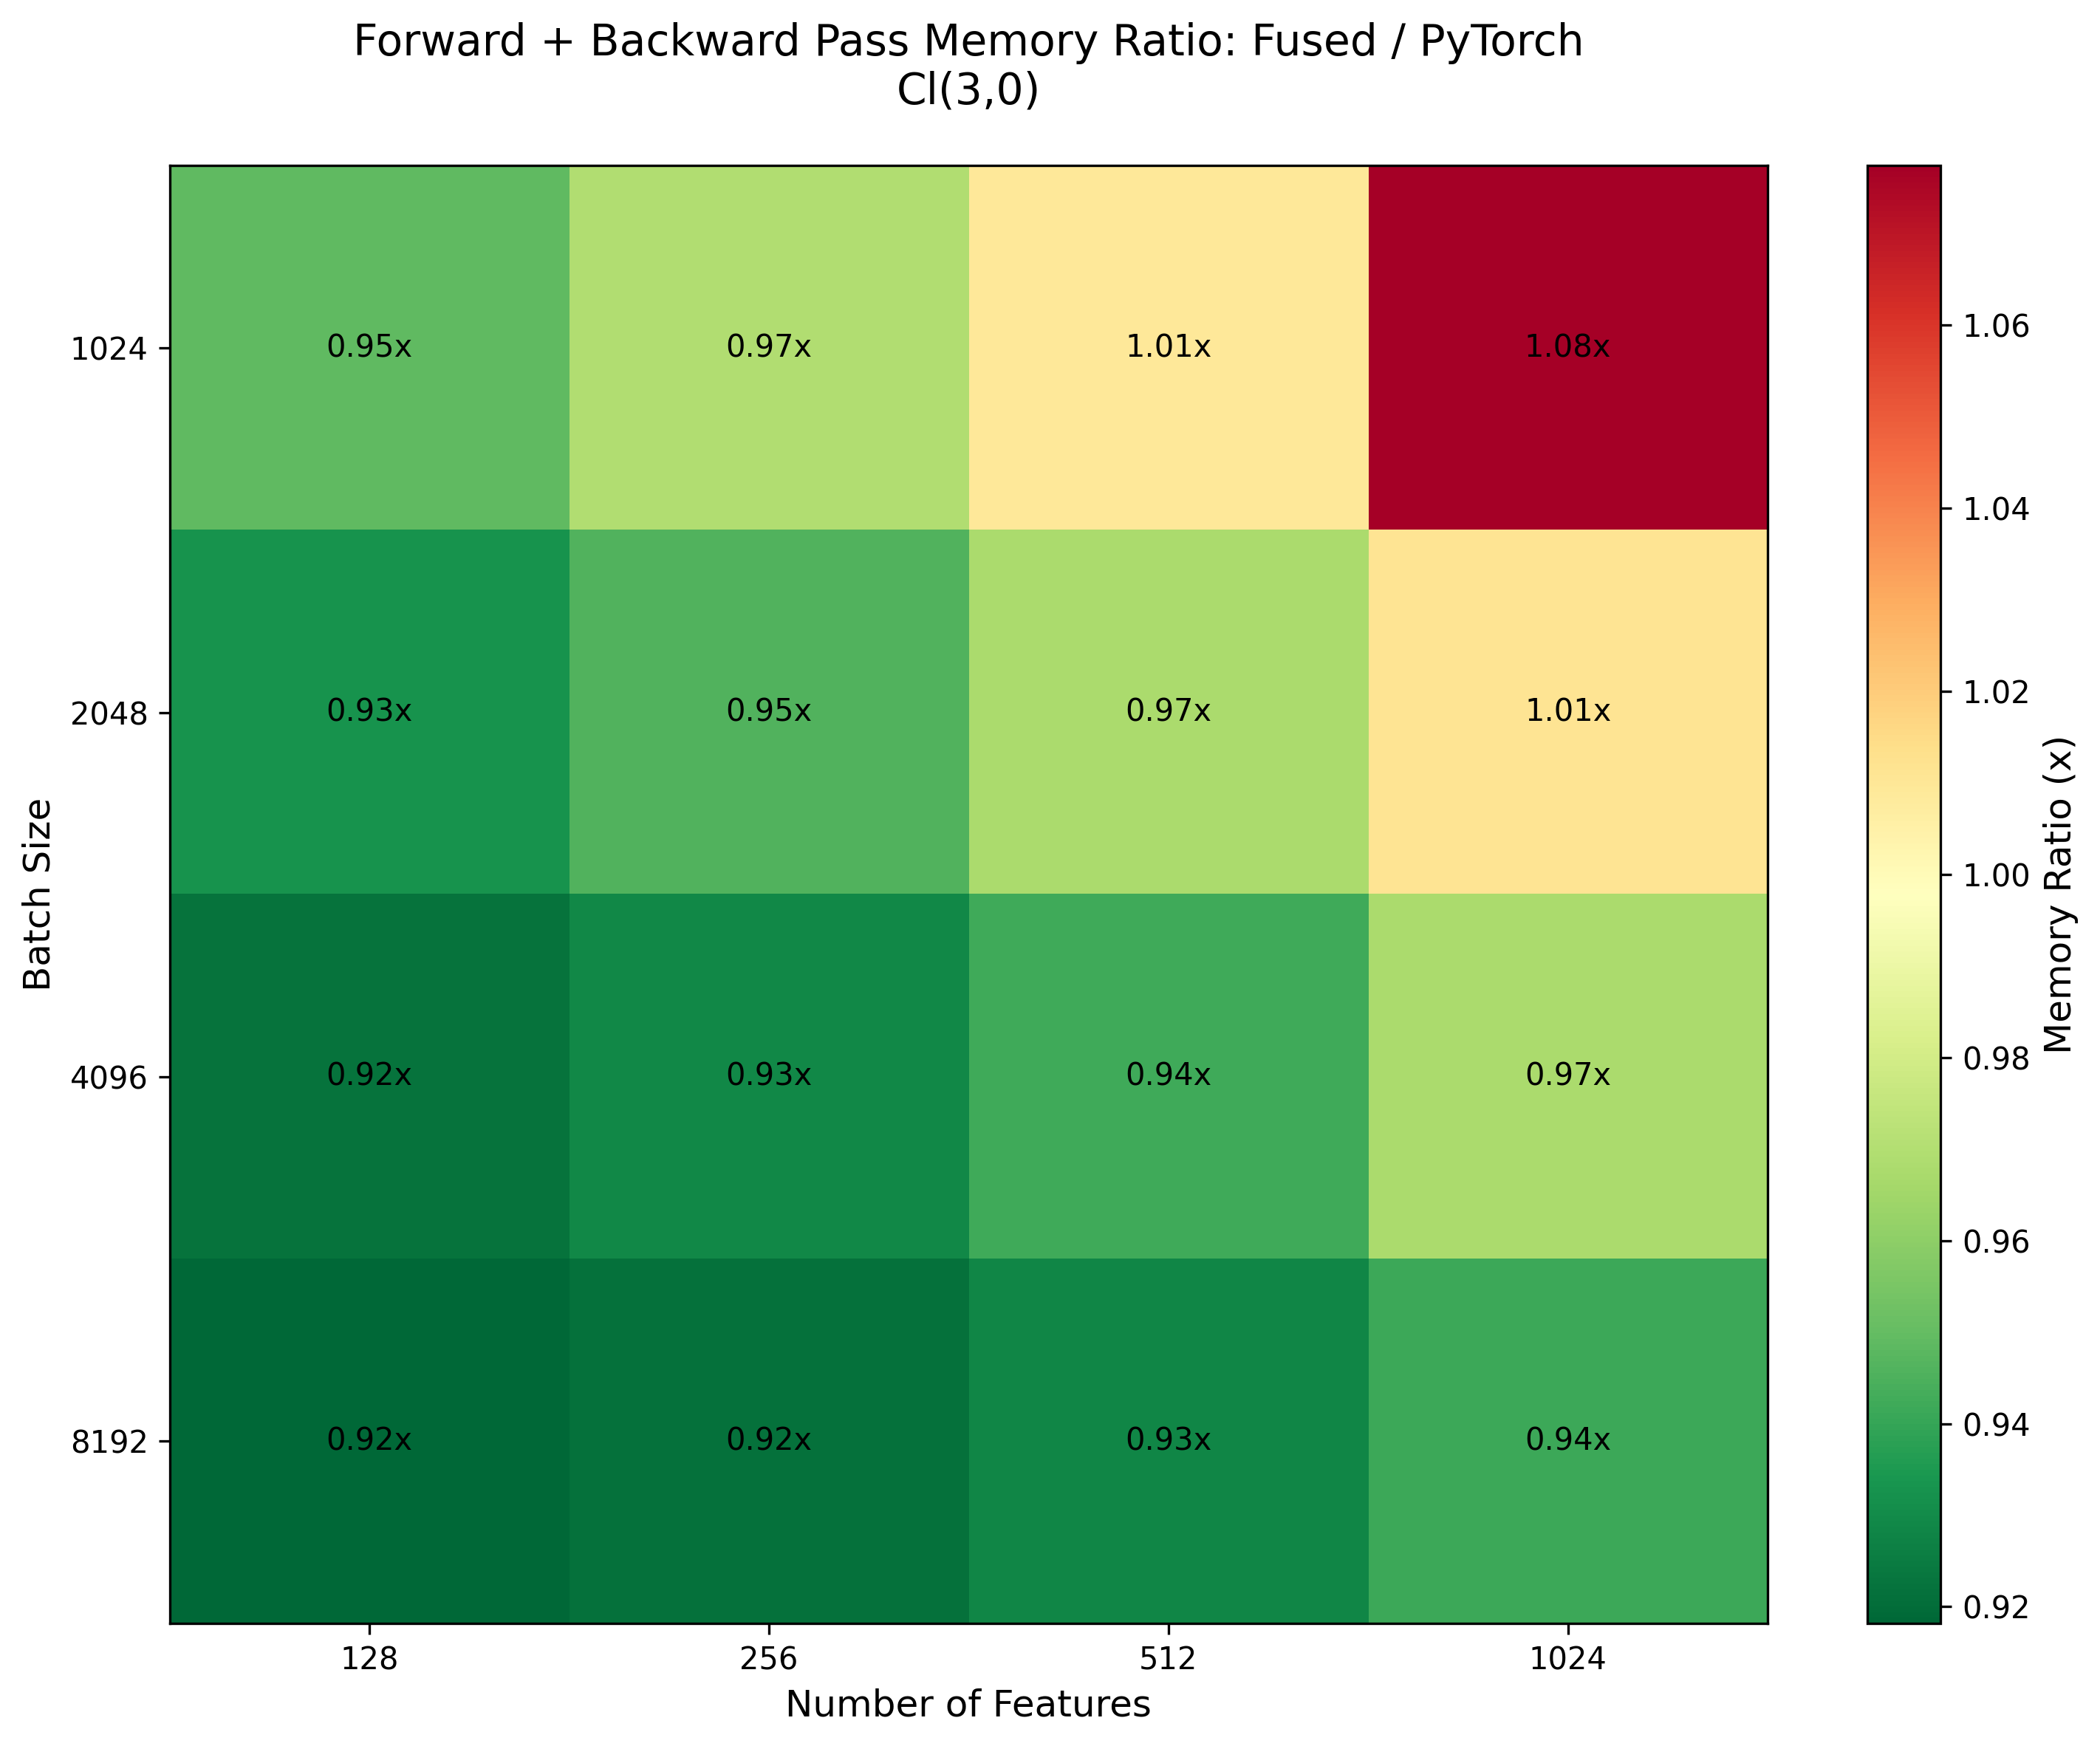 Forward + Backward Pass Memory Ratio: Fused / PyTorch
Cl(3,0)
Batch Size
1024
0.95x
0.97x
1.01x
1.08x
2048
0.93x
0.95x
0.97x
1.01x
4096
0.92x
0.93x
0.94x
0.97x
8192
0.92x
0.92x
0.93x
0.94x
128
256
512
1024
Number of Features
1.06
1.04
1.02
1.00
0.98
0.96
0.94
0.92
Memory Ratio (x)